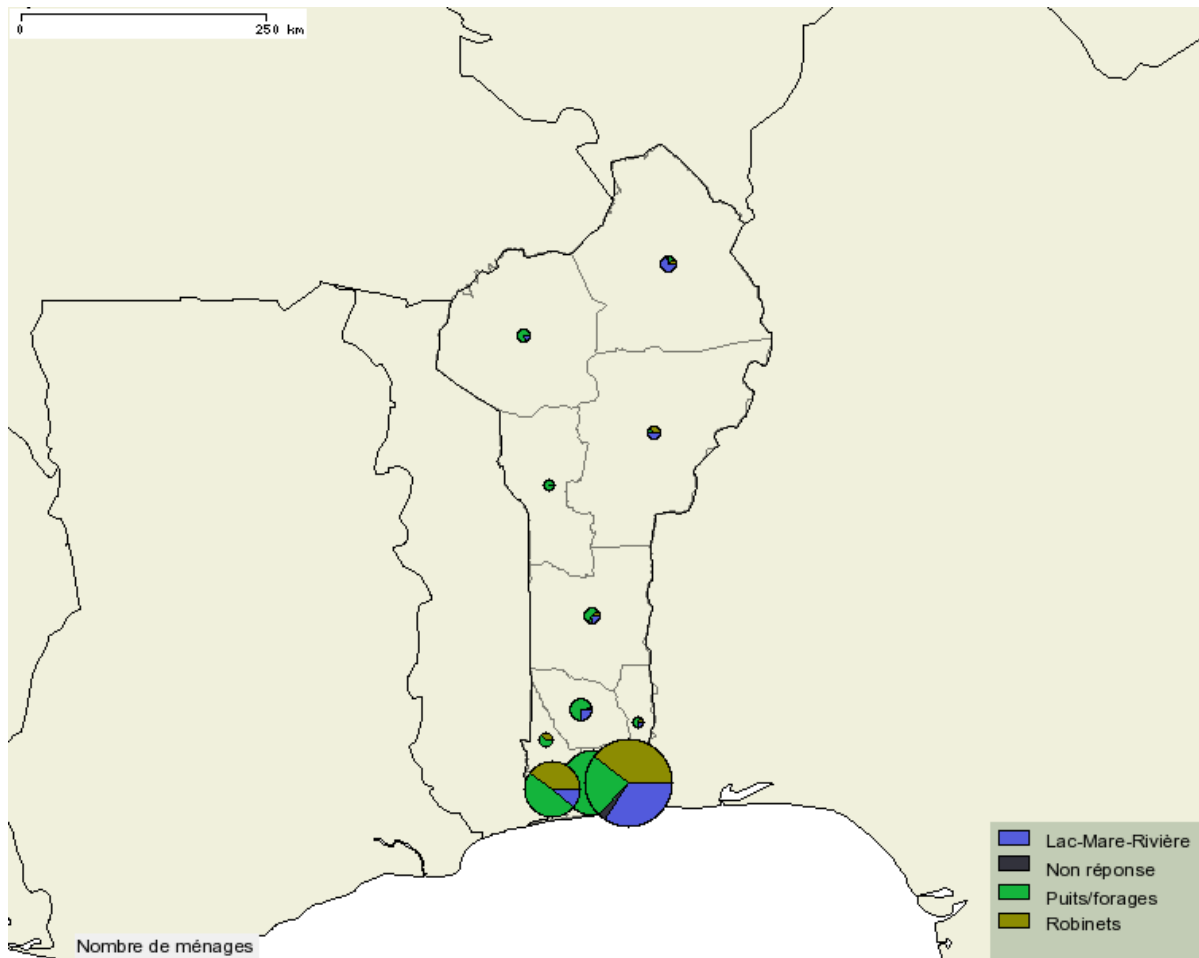 0 250 km
Lac-Mare-Rivière
Non réponse
Puits/forages
Robinets
Nombre de ménages